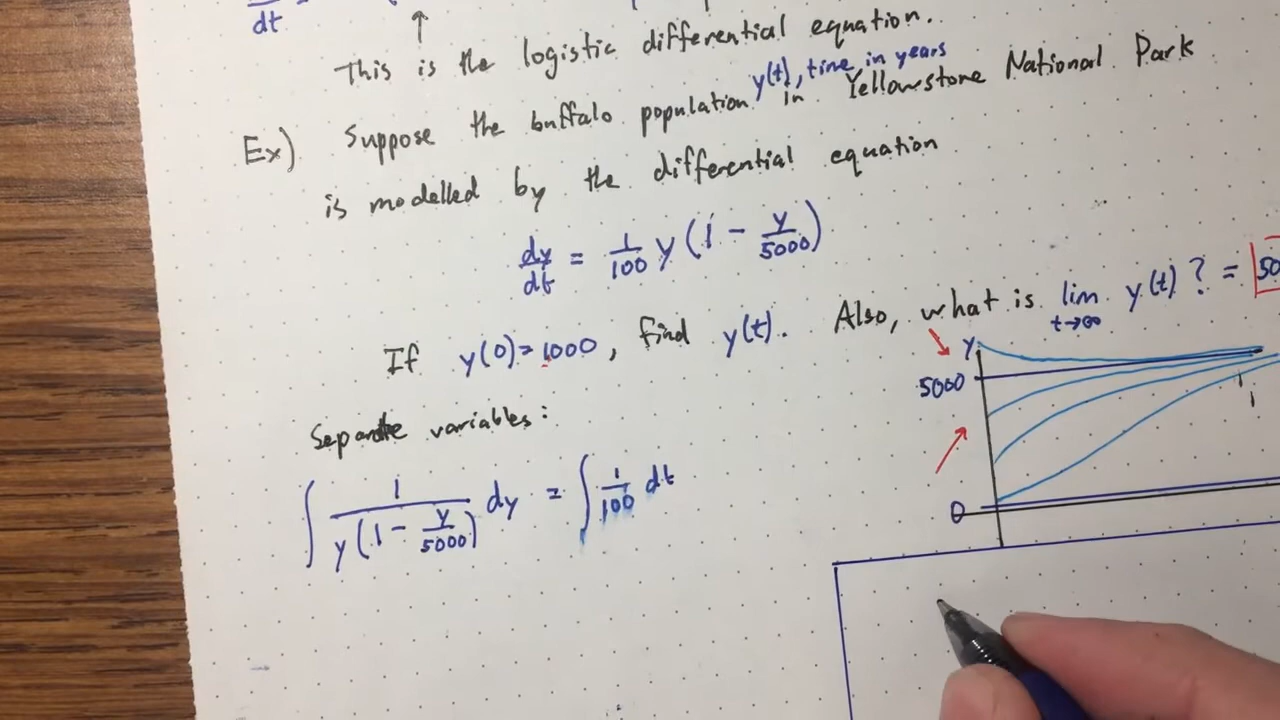 dt
This is the logistic differential equation.
y(t), time in years
Ex) Suppose the buffalo population in Yellowstone National Park
is modelled by the differential equation
dy/dt = 1/100 y (1 - y/5000)
If y(0) = 1000, find y(t). Also, what is lim t→∞ y(t)? = 50
y
5000
0
Separate variables:
∫ 1/(y(1 - y/5000)) dy = ∫ 1/100 dt